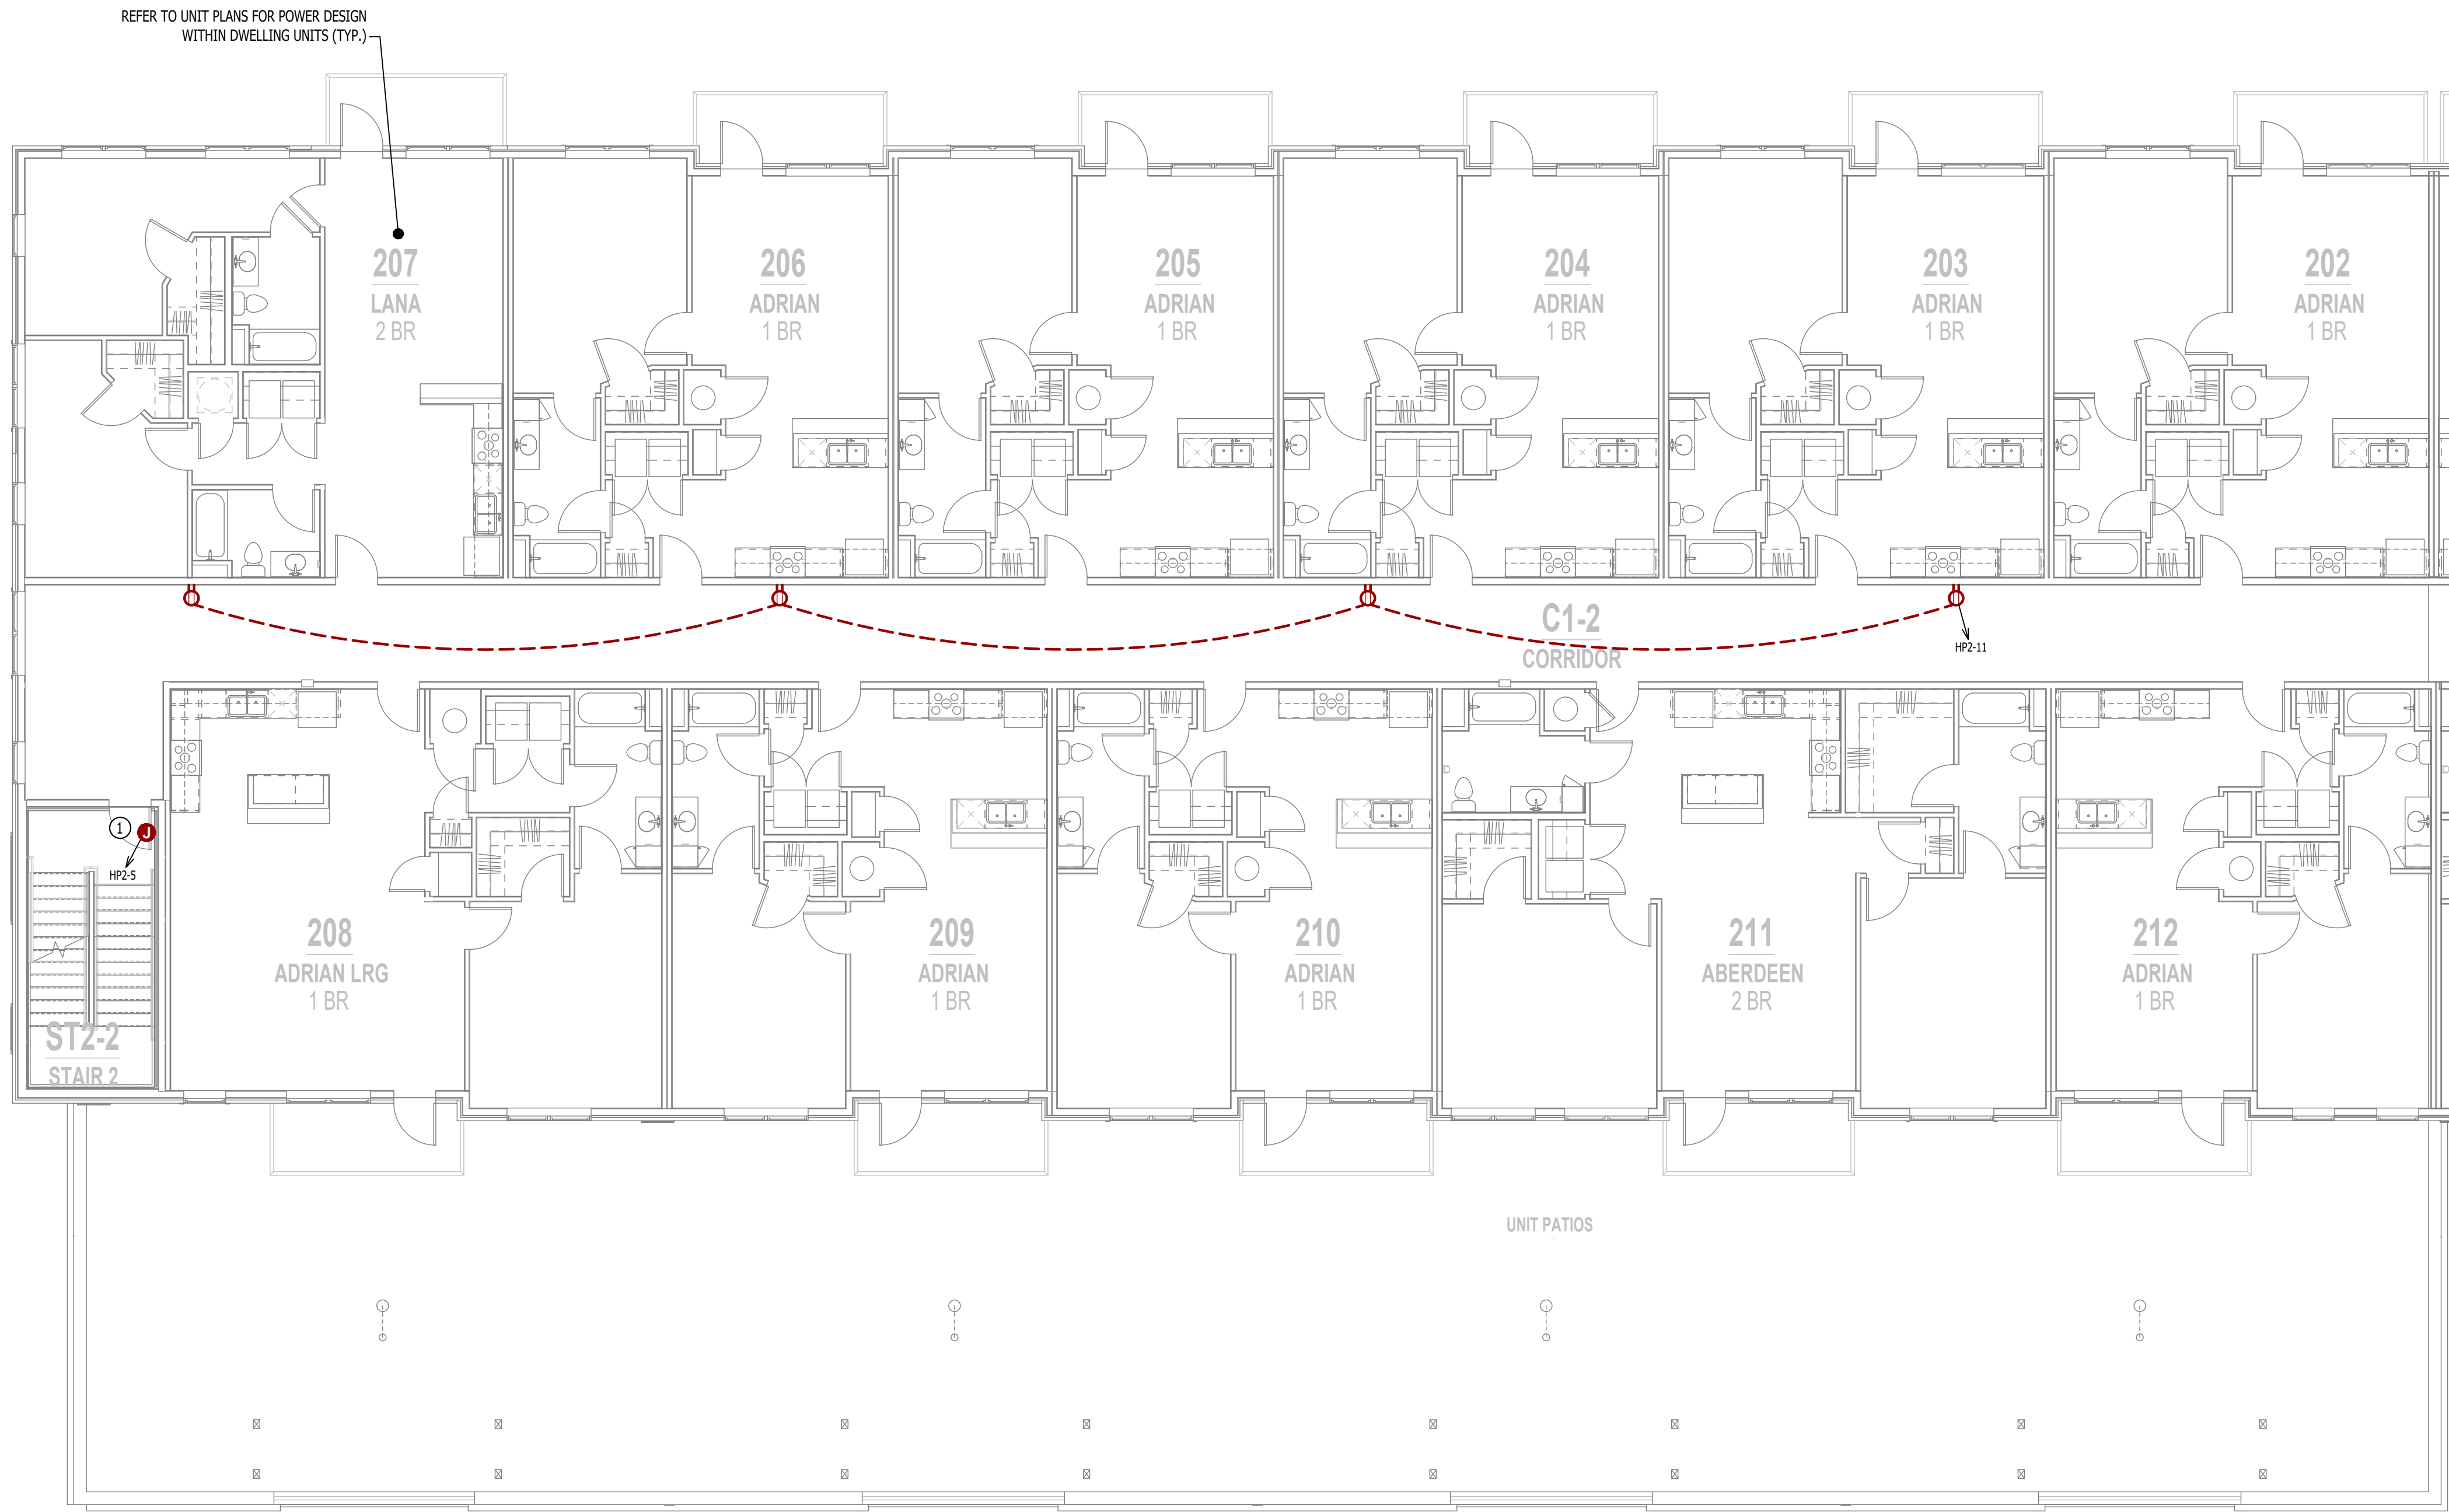 REFER TO UNIT PLANS FOR POWER DESIGN
WITHIN DWELLING UNITS (TYP.)
207
LANA
2 BR
206
ADRIAN
1 BR
205
ADRIAN
1 BR
204
ADRIAN
1 BR
203
ADRIAN
1 BR
202
ADRIAN
1 BR
C1-2
CORRIDOR
HP2-11
1
J
HP2-5
ST2-2
STAIR 2
208
ADRIAN LRG
1 BR
209
ADRIAN
1 BR
210
ADRIAN
1 BR
211
ABERDEEN
2 BR
212
ADRIAN
1 BR
UNIT PATIOS